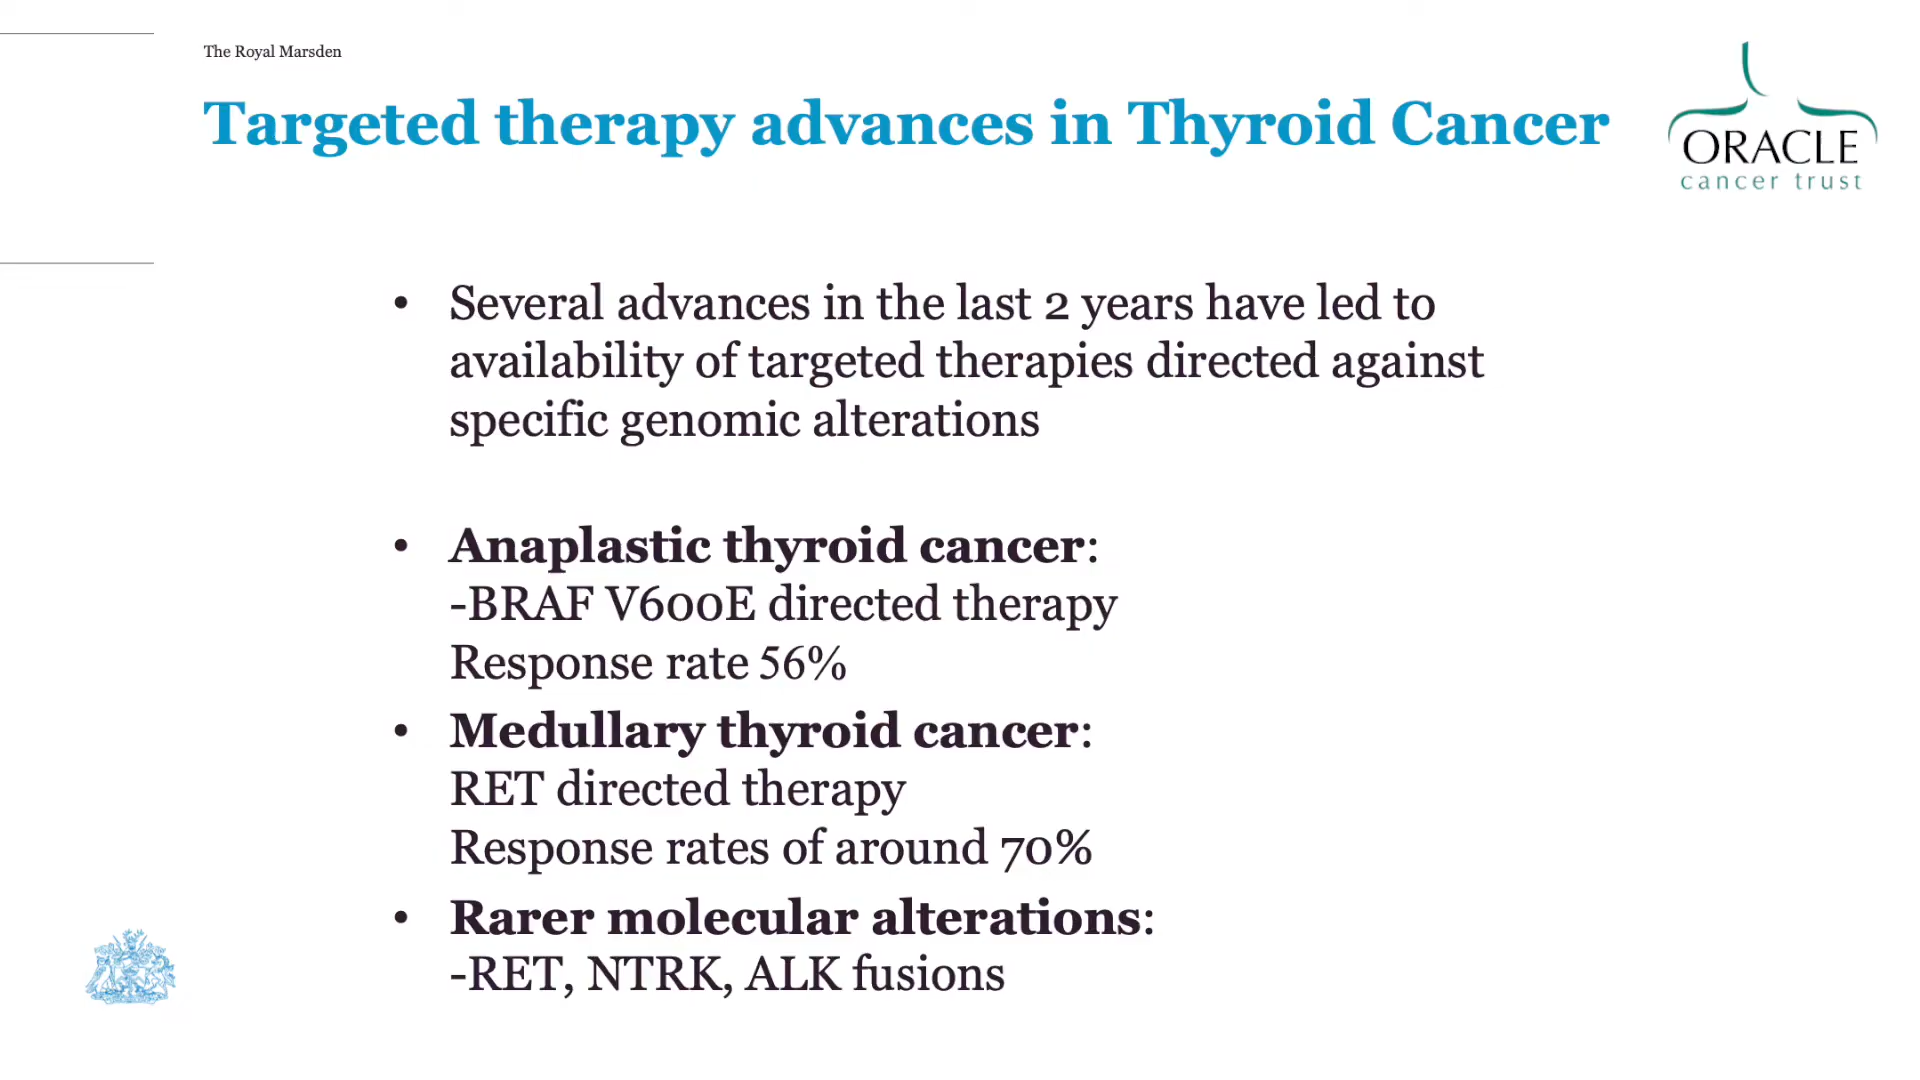 The Royal Marsden
Targeted therapy advances in Thyroid Cancer
ORACLE
cancer trust
• Several advances in the last 2 years have led to
availability of targeted therapies directed against
specific genomic alterations
• Anaplastic thyroid cancer:
-BRAF V600E directed therapy
Response rate 56%
• Medullary thyroid cancer:
RET directed therapy
Response rates of around 70%
• Rarer molecular alterations:
-RET, NTRK, ALK fusions